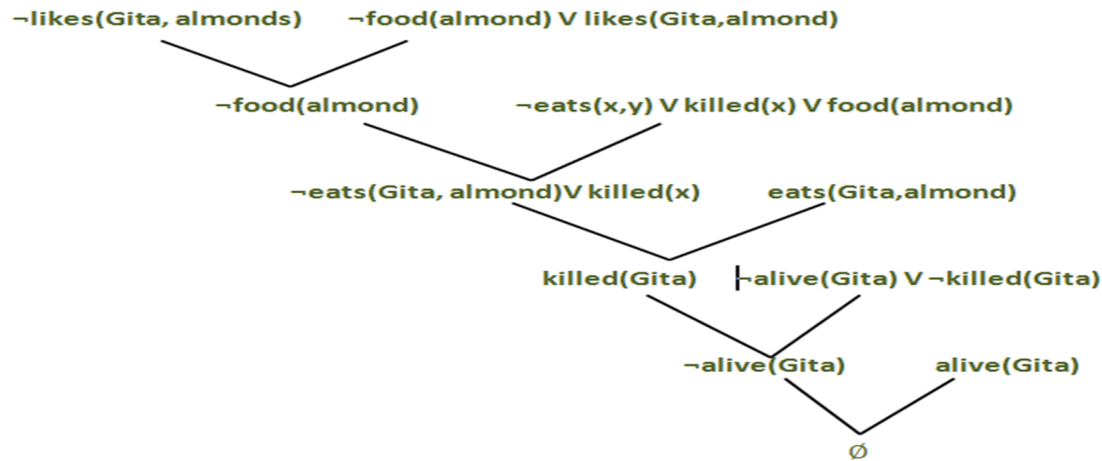 ¬likes(Gita, almonds) ¬food(almond) V likes(Gita,almond)
¬food(almond) ¬eats(x,y) V killed(x) V food(almond)
¬eats(Gita, almond)V killed(x) eats(Gita,almond)
killed(Gita) ¬alive(Gita) V ¬killed(Gita)
¬alive(Gita) alive(Gita)
Ø